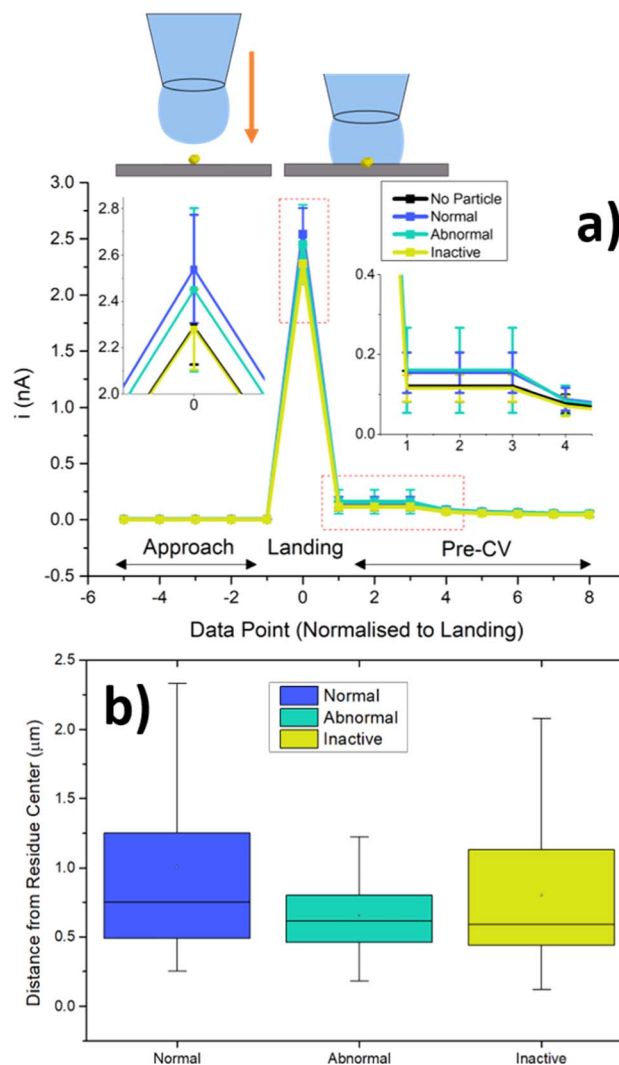 a)
No Particle
Normal
Abnormal
Inactive
3.0
2.5
2.0
1.5
1.0
0.5
0.0
-0.5
i (nA)
2.8
2.6
2.4
2.2
2.0
0
0.4
0.2
0.0
1 2 3 4
Approach Landing Pre-CV
-6 -4 -2 0 2 4 6 8
Data Point (Normalised to Landing)
b)
Normal
Abnormal
Inactive
2.5
2.0
1.5
1.0
0.5
0.0
Distance from Residue Center (μm)
Normal Abnormal Inactive